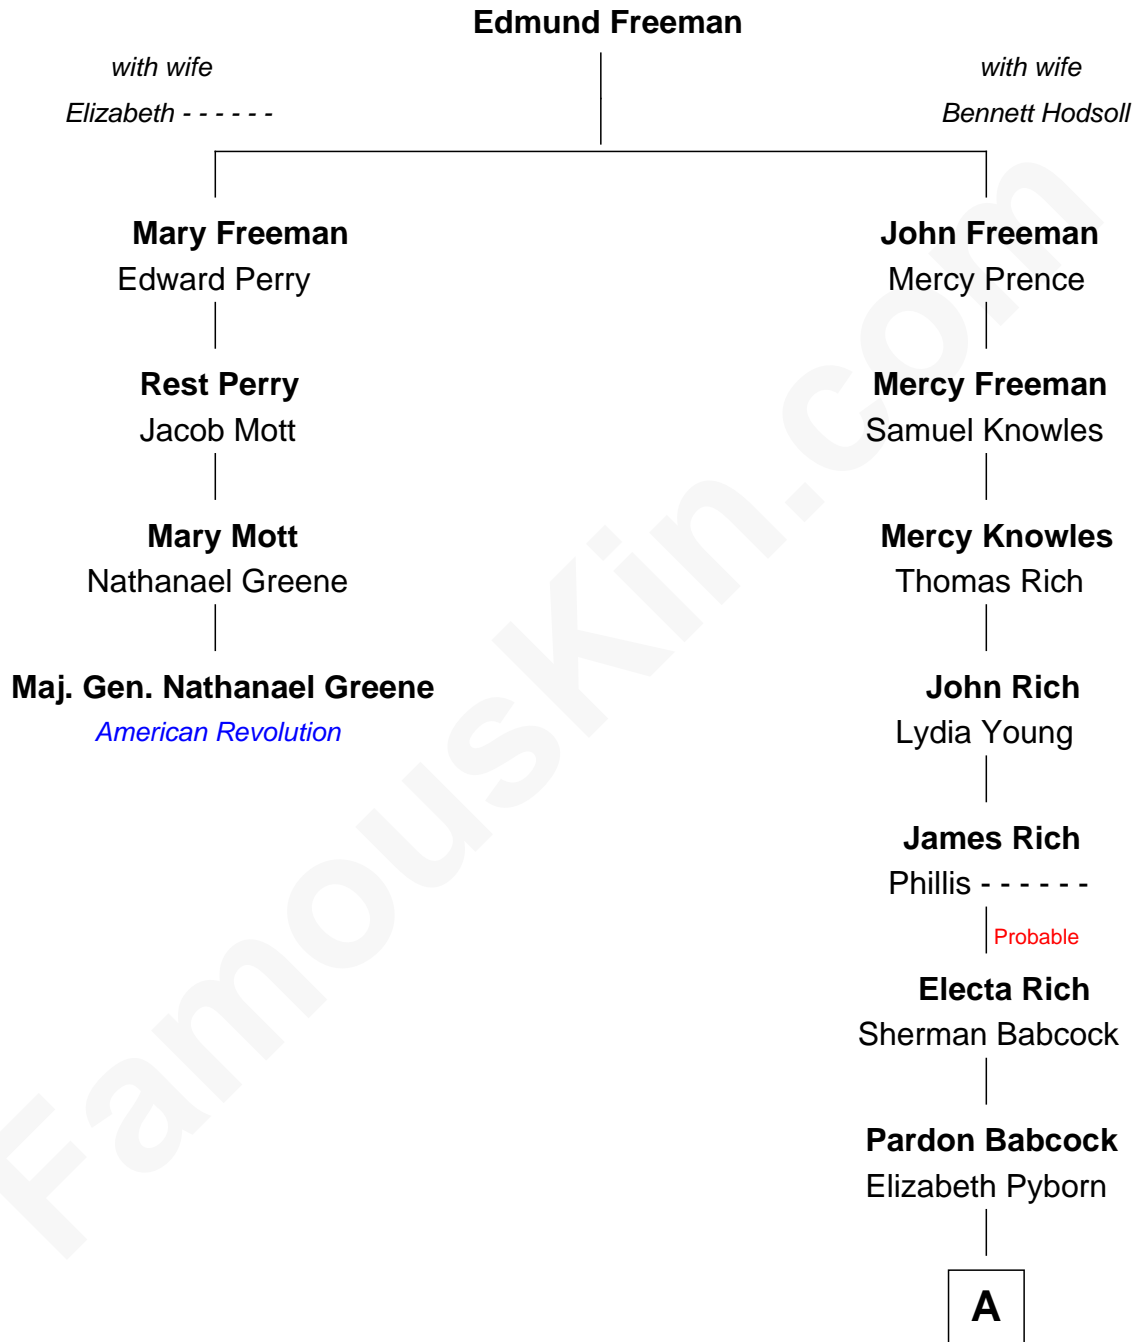 Edmund Freeman
with wife
Elizabeth - - - - - -
with wife
Bennett Hodsoll
Mary Freeman
Edward Perry
John Freeman
Mercy Prence
Rest Perry
Jacob Mott
Mercy Freeman
Samuel Knowles
Mary Mott
Nathanael Greene
Mercy Knowles
Thomas Rich
Maj. Gen. Nathanael Greene
American Revolution
John Rich
Lydia Young
James Rich
Phillis - - - - - -
Probable
Electa Rich
Sherman Babcock
Pardon Babcock
Elizabeth Pyborn
A
FamousKin.com